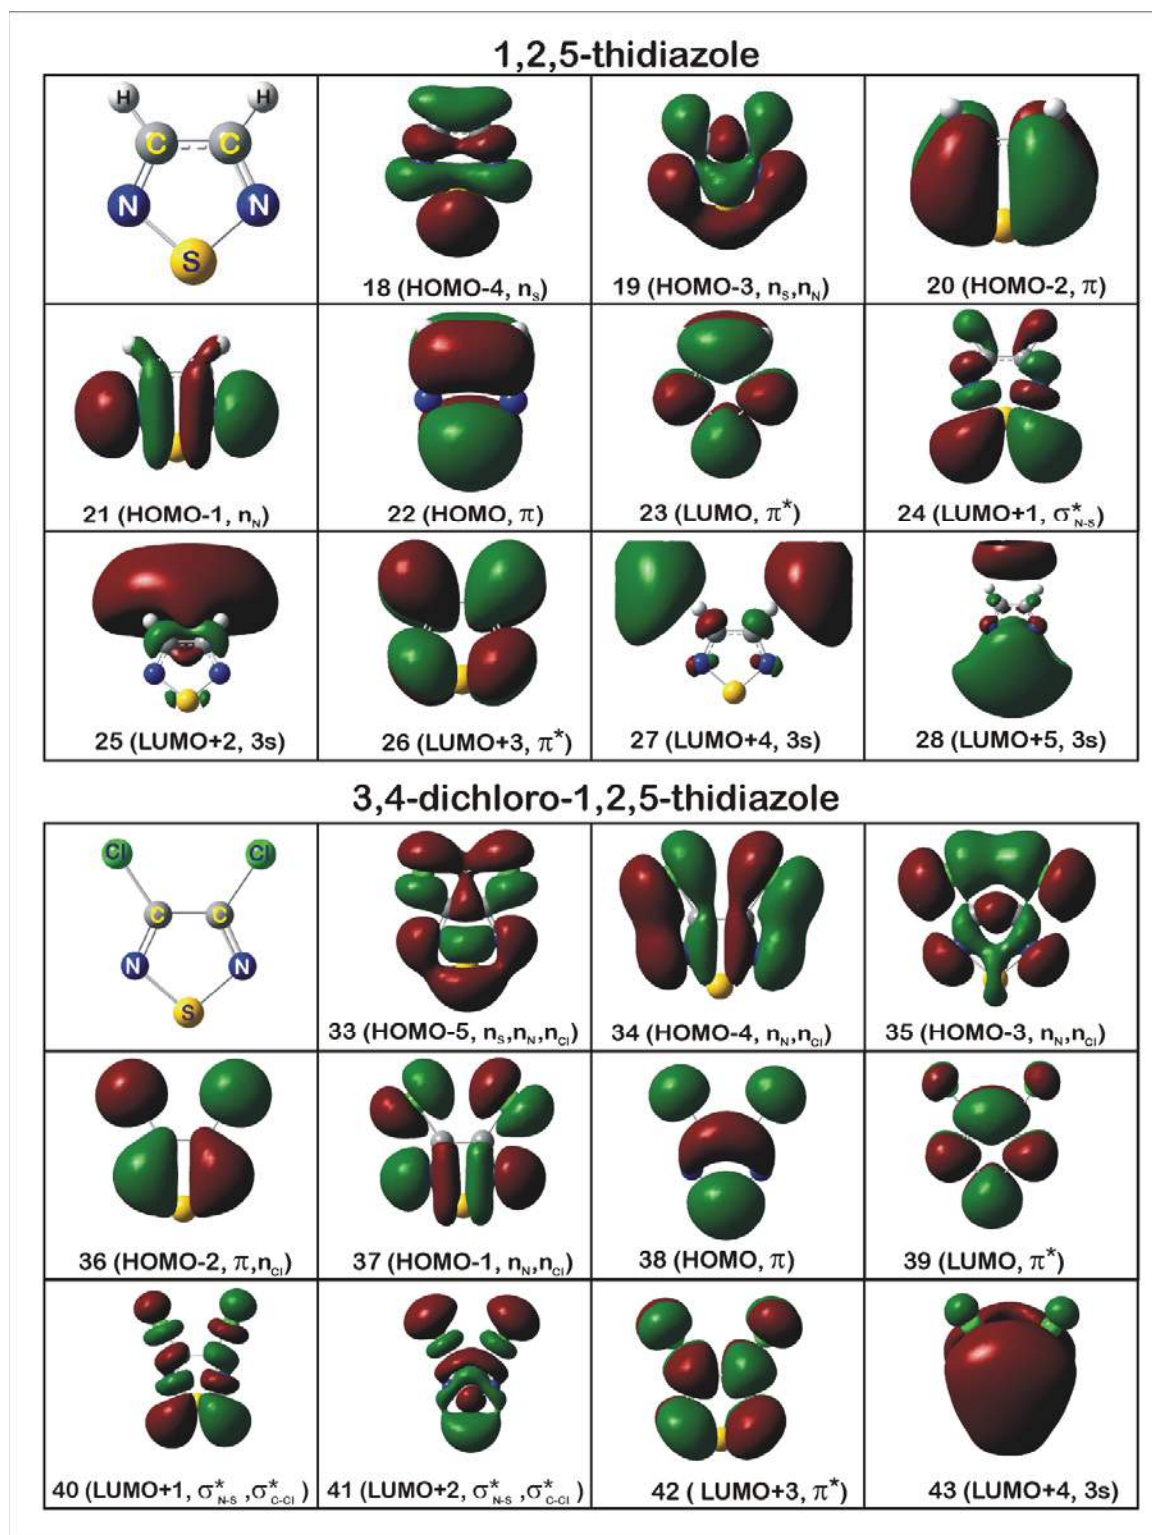 1,2,5-thidiazole
H H
C C
N N
S
18 (HOMO-4, nS)
19 (HOMO-3, nS,nN)
20 (HOMO-2, π)
21 (HOMO-1, nN)
22 (HOMO, π)
23 (LUMO, π*)
24 (LUMO+1, σ*N-S)
25 (LUMO+2, 3s)
26 (LUMO+3, π*)
27 (LUMO+4, 3s)
28 (LUMO+5, 3s)
3,4-dichloro-1,2,5-thidiazole
Cl Cl
C C
N N
S
33 (HOMO-5, nS,nN,nCl)
34 (HOMO-4, nN,nCl)
35 (HOMO-3, nN,nCl)
36 (HOMO-2, π,nCl)
37 (HOMO-1, nN,nCl)
38 (HOMO, π)
39 (LUMO, π*)
40 (LUMO+1, σ*N-S ,σ*C-Cl )
41 (LUMO+2, σ*N-S ,σ*C-Cl )
42 ( LUMO+3, π*)
43 (LUMO+4, 3s)